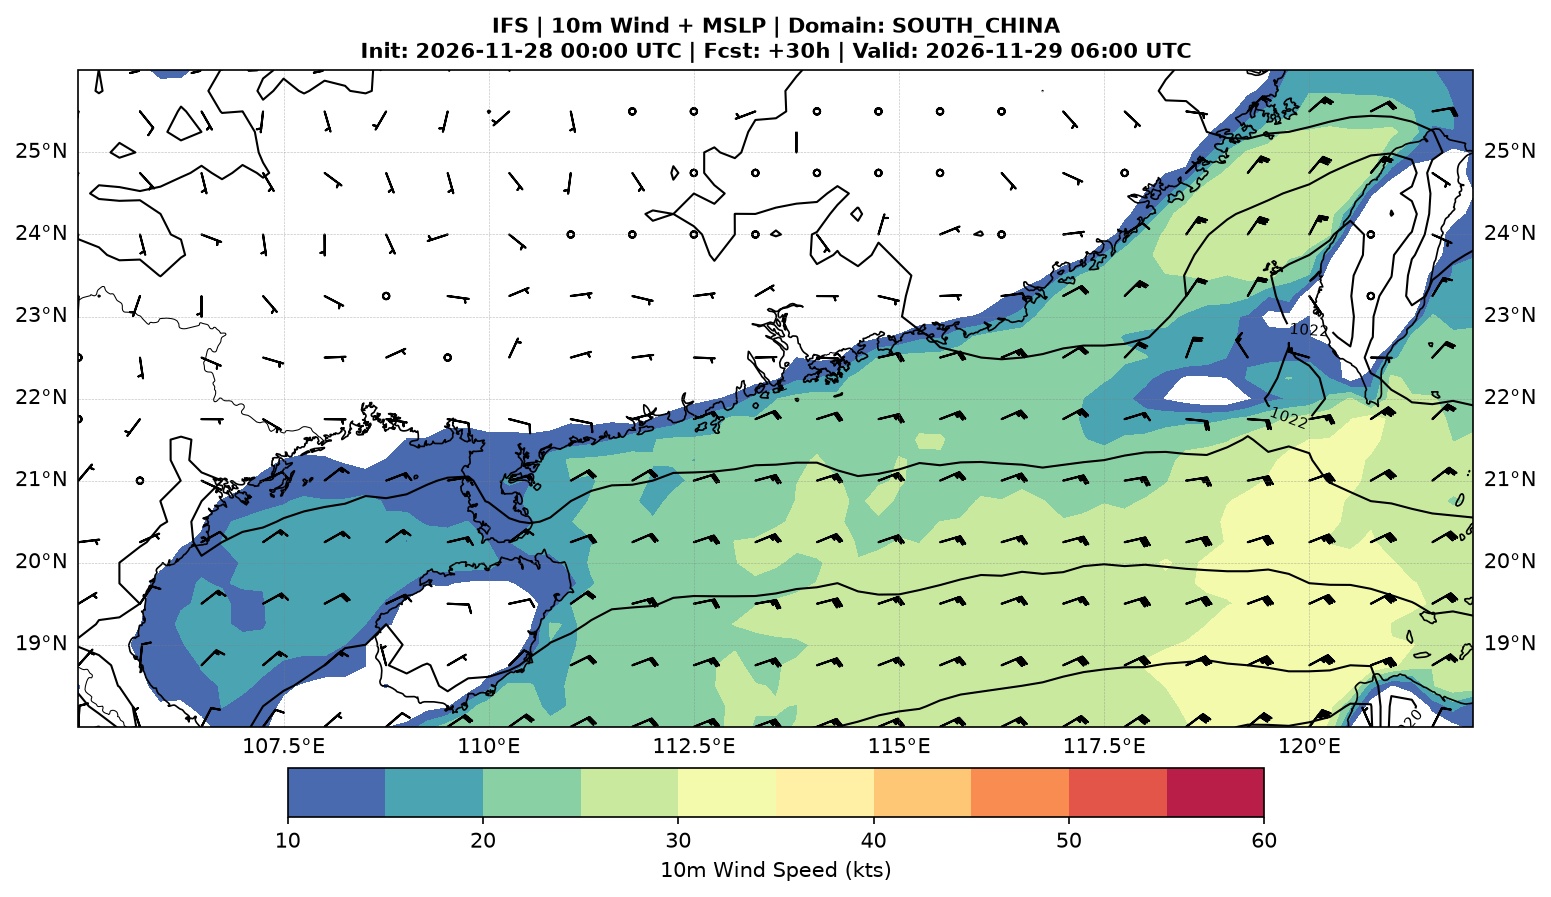 IFS | 10m Wind + MSLP | Domain: SOUTH_CHINA
Init: 2026-11-28 00:00 UTC | Fcst: +30h | Valid: 2026-11-29 06:00 UTC
25°N 25°N
24°N 24°N
23°N 23°N
1022
22°N 22°N
1022
21°N 21°N
20°N 20°N
19°N 19°N
107.5°E 110°E 112.5°E 115°E 117.5°E 120°E
10 20 30 40 50 60
10m Wind Speed (kts)